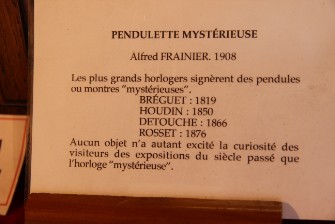 PENDULETTE MYSTÉRIEUSE
Alfred FRAINIER, 1908
Les plus grands horlogers signèrent des pendules
ou montres "mystérieuses".
BRÉGUET : 1819
HOUDIN : 1850
DETOUCHE : 1866
ROSSET : 1876
Aucun objet n'a autant excité la curiosité des
visiteurs des expositions du siècle passé que
l'horloge "mystérieuse".